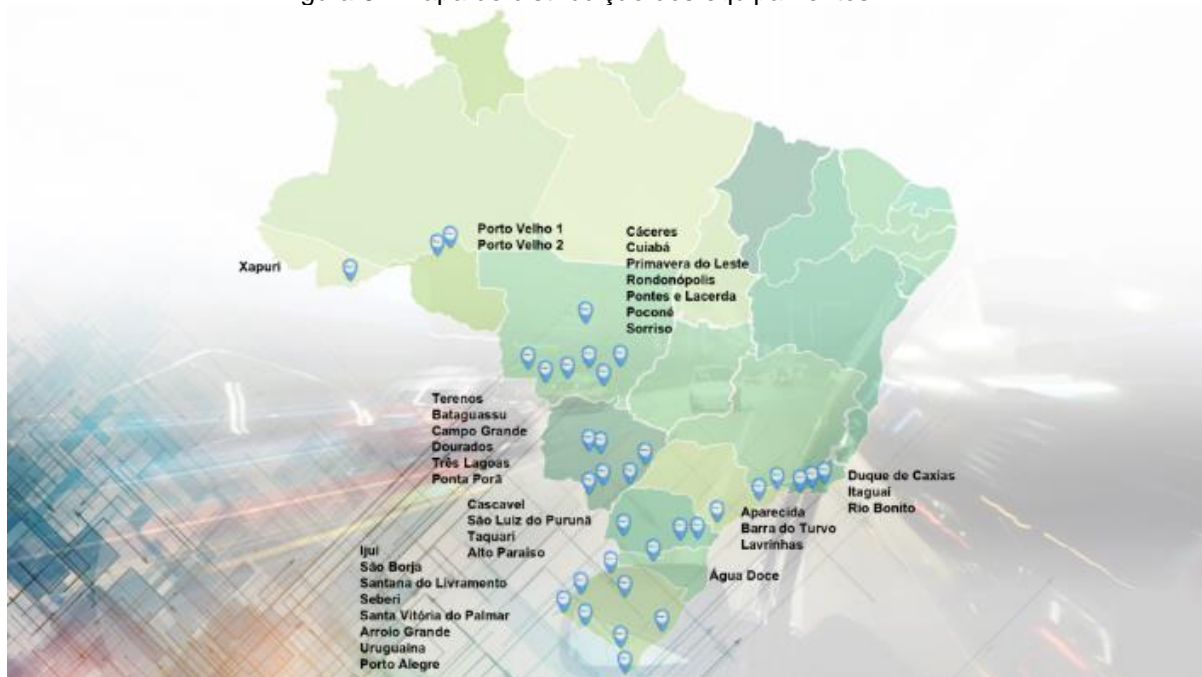 Xapuri
Porto Velho 1
Porto Velho 2
Cáceres
Cuiabá
Primavera do Leste
Rondonópolis
Pontes e Lacerda
Poconé
Sorriso
Terenos
Bataguassu
Campo Grande
Dourados
Três Lagoas
Ponta Porã
Cascavel
São Luiz do Purunã
Taquari
Alto Paraíso
Duque de Caxias
Itaguaí
Rio Bonito
Aparecida
Barra do Turvo
Lavrinhas
Água Doce
Ijuí
São Borja
Santana do Livramento
Seberi
Santa Vitória do Palmar
Arroio Grande
Uruguaina
Porto Alegre